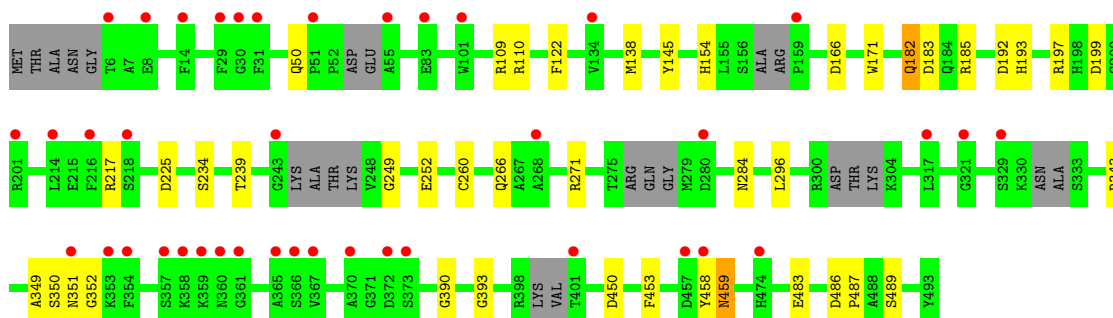 MET THR ALA ASN GLY T6 A7 E8 F14 F29 G30 F31 Q50 P51 P52 ASP GLU A55 E83 W101 R109 R110 F122 V134 M138 Y145 H154 L155 S156 ALA ARG P159 D166 W171 Q182 D183 Q184 R185 D192 H193 R197 H198 D199
R201 L214 E215 F216 R217 S218 D225 S234 T239 G243 LYS ALA THR LYS V248 G249 E252 C260 Q266 A267 A268 R271 T275 ARG GLN GLY M279 D280 N284 L296 R300 ASP THR LYS K304 L317 G321 S329 K330 ASN ALA S333
A349 S350 N351 G352 K353 F354 S357 K358 K359 N360 G361 A365 S366 V367 A370 G371 D372 S373 G390 G393 R398 LYS VAL T401 D450 F453 D457 Y458 N459 H474 E483 D486 P487 A488 S489 Y493